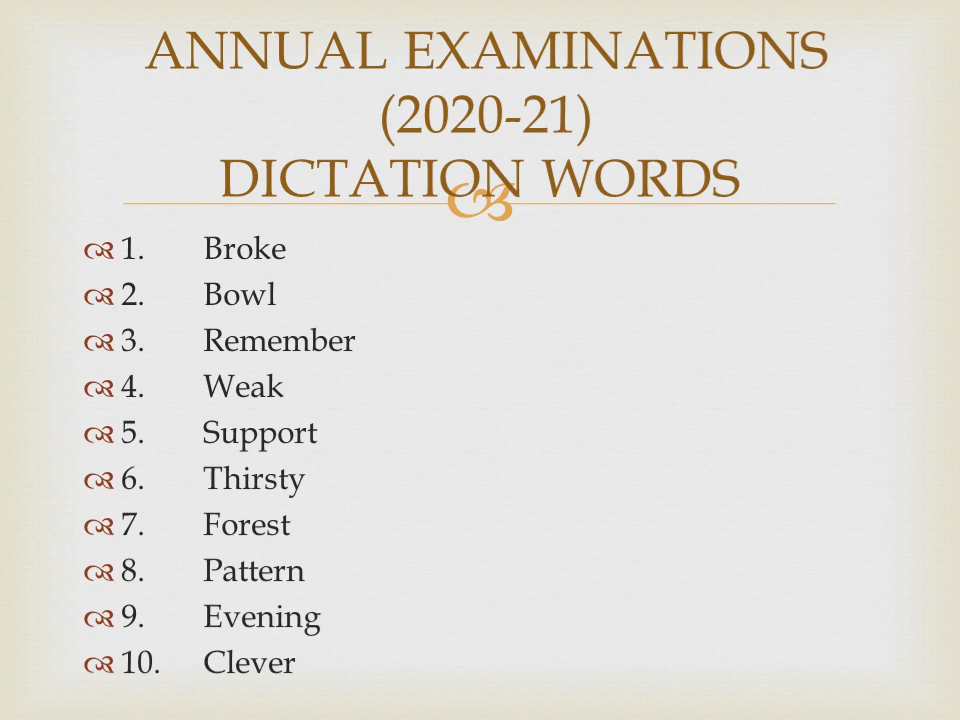 ANNUAL EXAMINATIONS
(2020-21)
DICTATION WORDS
1. Broke
2. Bowl
3. Remember
4. Weak
5. Support
6. Thirsty
7. Forest
8. Pattern
9. Evening
10. Clever